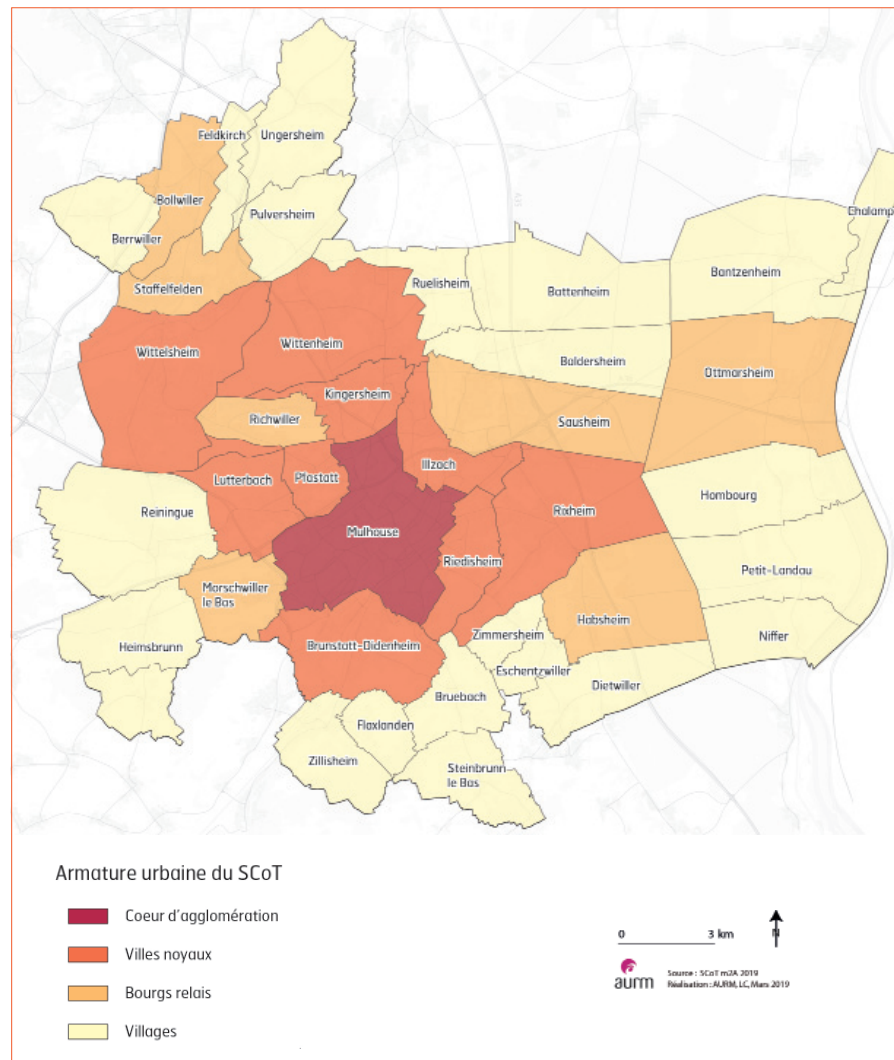 Feldkirch
Ungersheim
Bollwiller
Pulversheim
Berrwiller
Staffelfelden
Ruelisheim
Battenheim
Bantzenheim
Chalamp
Wittelsheim
Wittenheim
Baldersheim
Ottmarsheim
Kingersheim
Richwiller
Sausheim
Illzach
Lutterbach
Pfastatt
Reiningue
Mulhouse
Rixheim
Hombourg
Riedisheim
Petit-Landau
Morschwiller
le Bas
Habsheim
Heimsbrunn
Brunstatt-Didenheim
Zimmersheim
Niffer
Eschentzwiller
Dietwiller
Bruebach
Flaxlanden
Zillisheim
Steinbrunn
le Bas
Armature urbaine du SCoT
Coeur d'agglomération
Villes noyaux
Bourgs relais
Villages
0 3 km
N
aurm
Source : SCoT m2A 2019
Réalisation : AURM, LC, Mars 2019